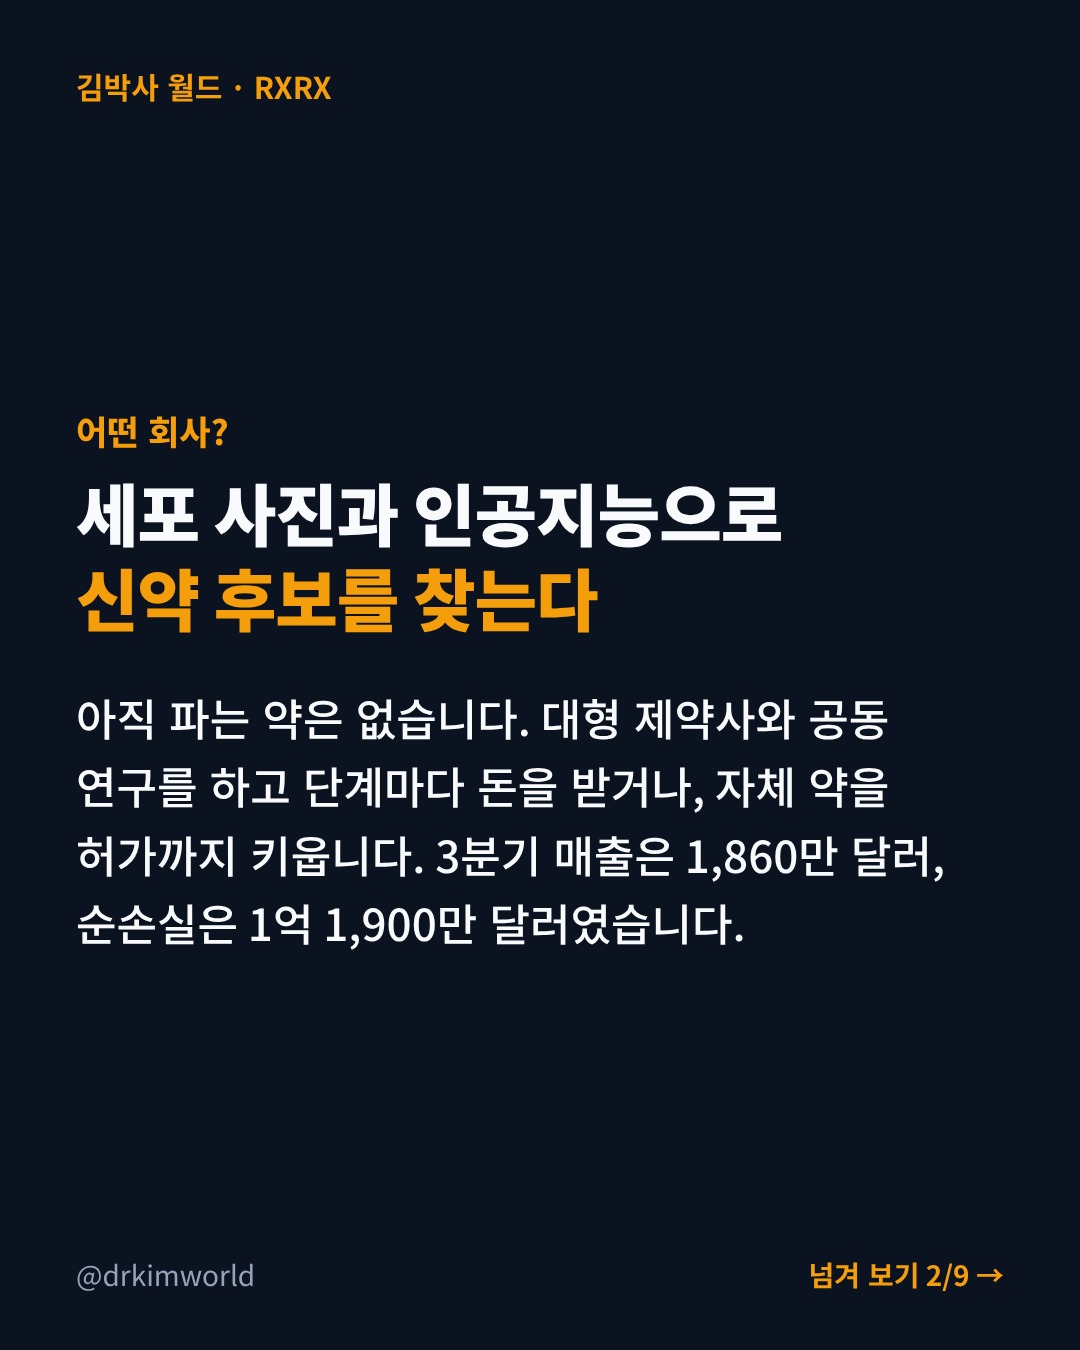 김박사 월드 · RXRX
어떤 회사?
세포 사진과 인공지능으로
신약 후보를 찾는다
아직 파는 약은 없습니다. 대형 제약사와 공동
연구를 하고 단계마다 돈을 받거나, 자체 약을
허가까지 키웁니다. 3분기 매출은 1,860만 달러,
순손실은 1억 1,900만 달러였습니다.
@drkimworld
넘겨 보기 2/9 →